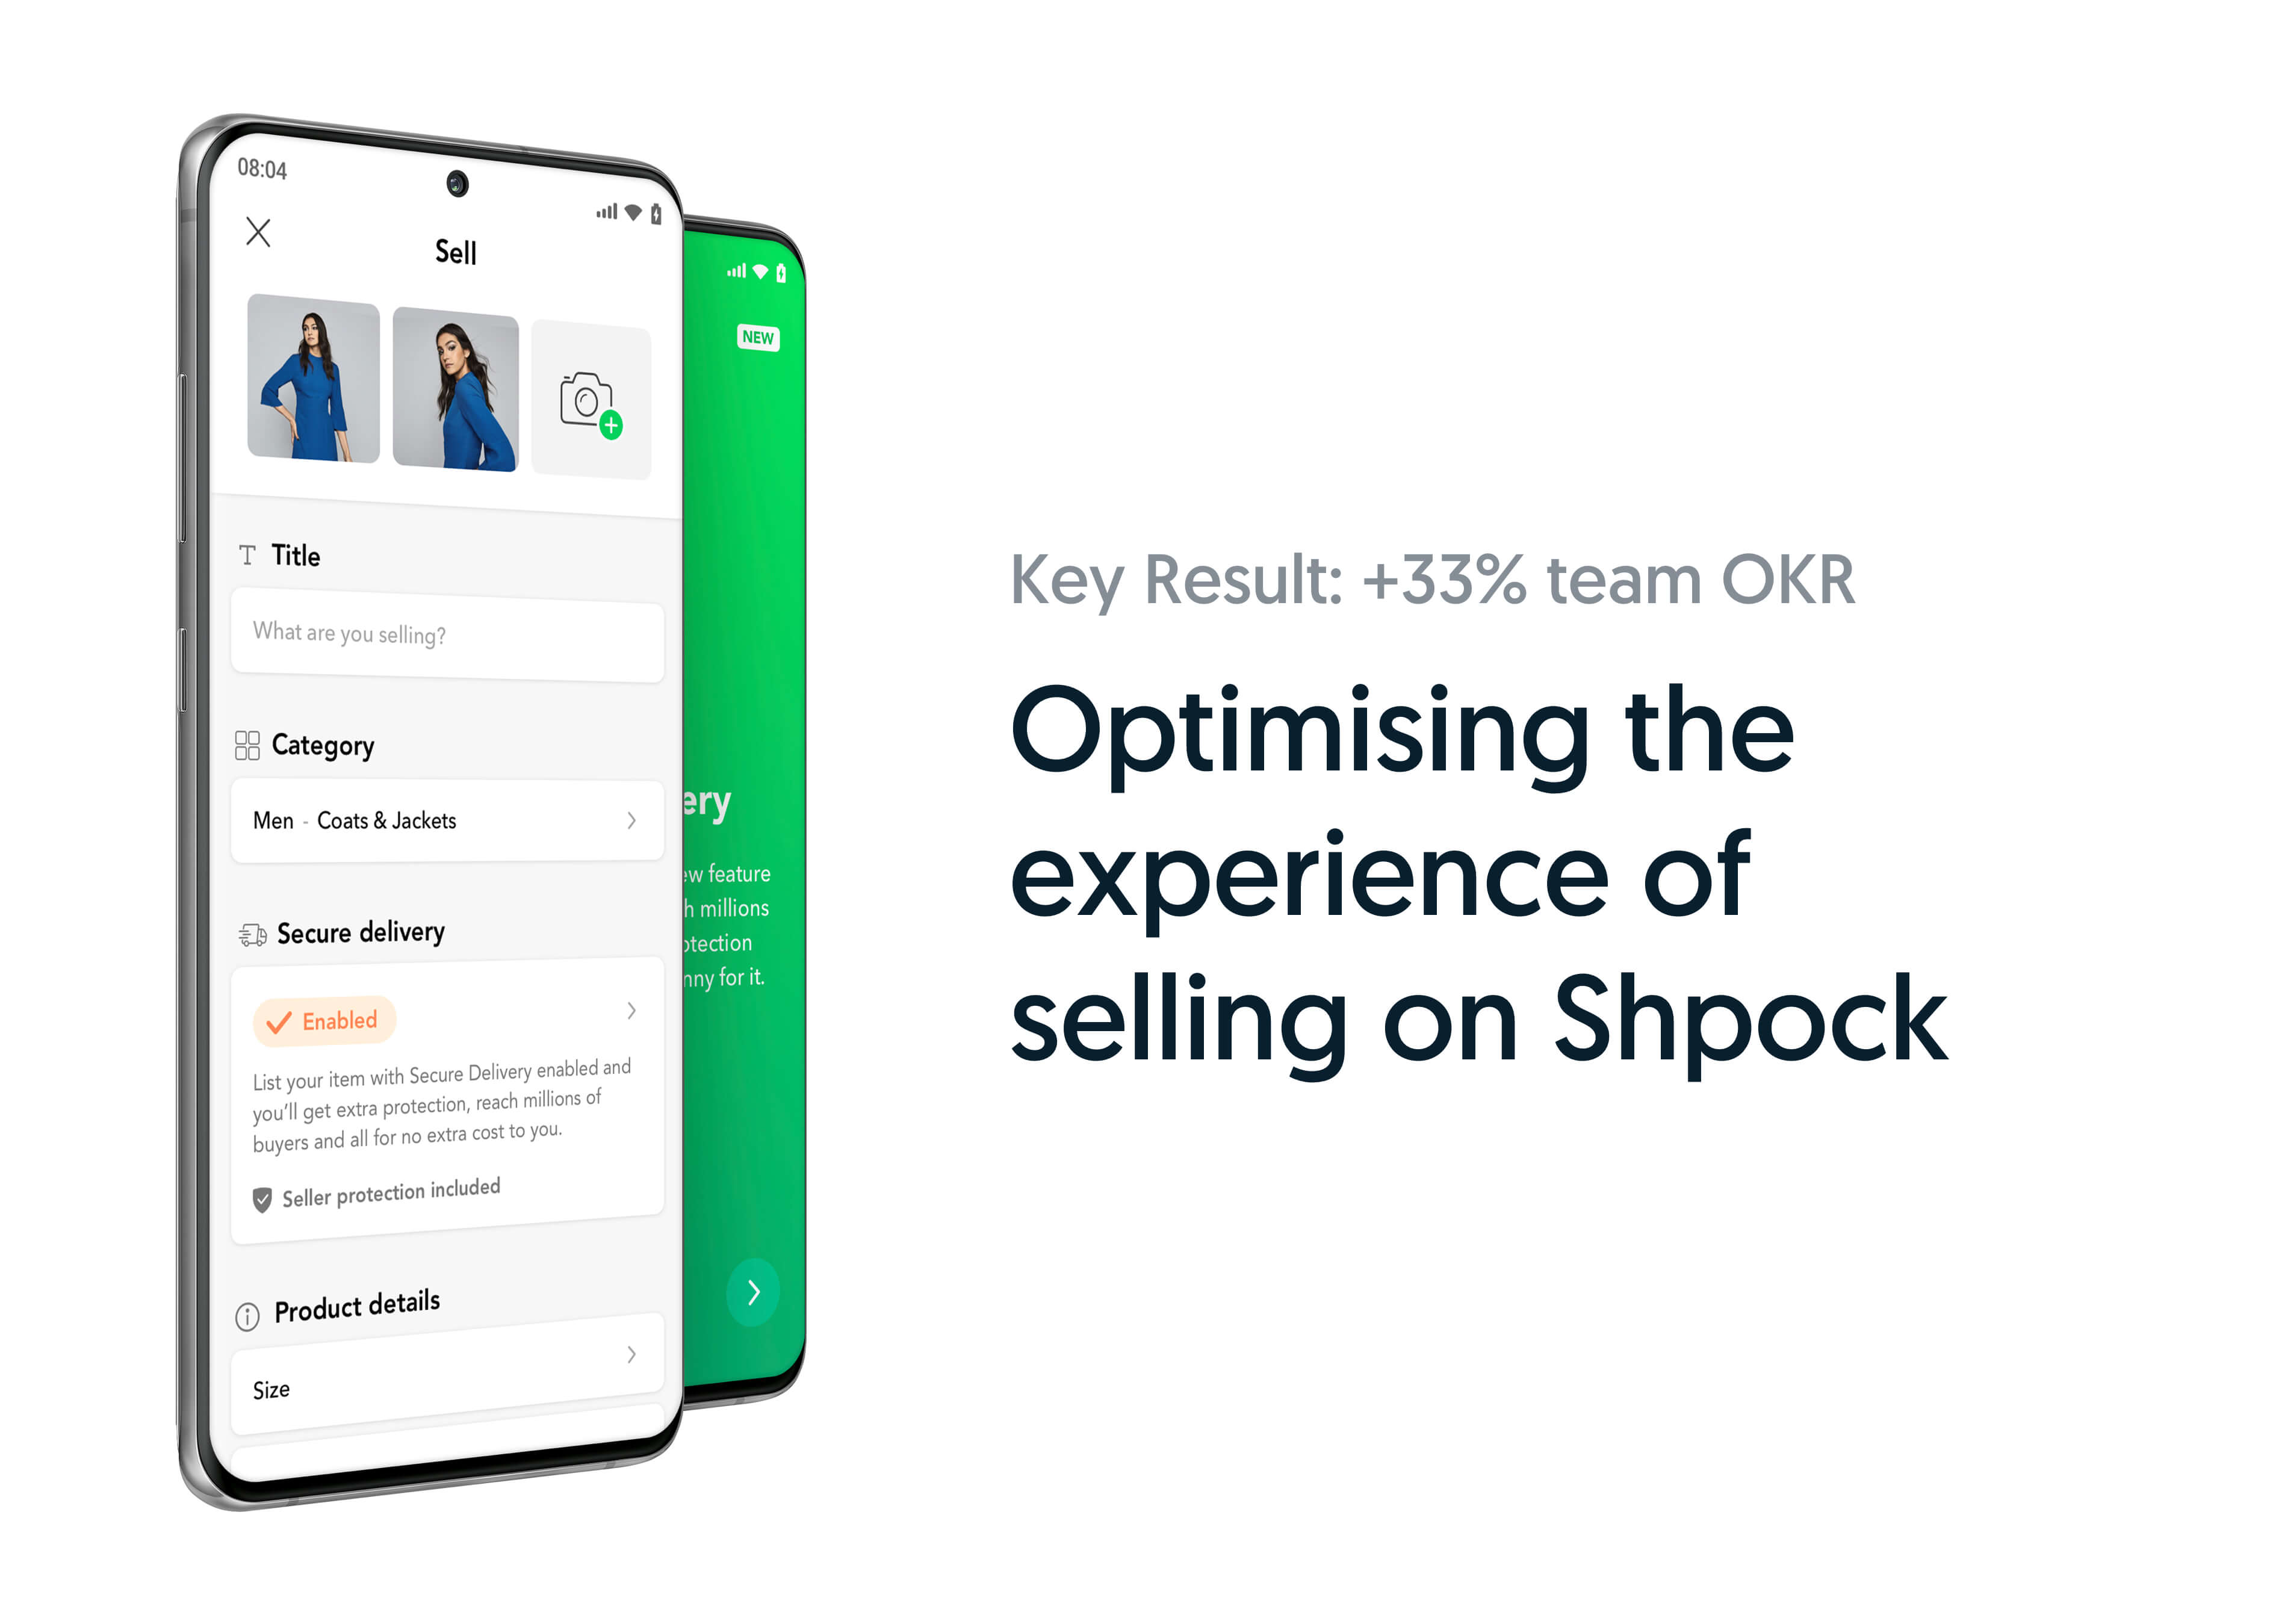 08:04
Sell
Title
What are you selling?
Category
Men - Coats & Jackets
Secure delivery
Enabled
List your item with Secure Delivery enabled and
you'll get extra protection, reach millions of
buyers and all for no extra cost to you.
Seller protection included
Product details
Size
NEW
feature
millions
for it.
Key Result: +33% team OKR
Optimising the
experience of
selling on Shpock